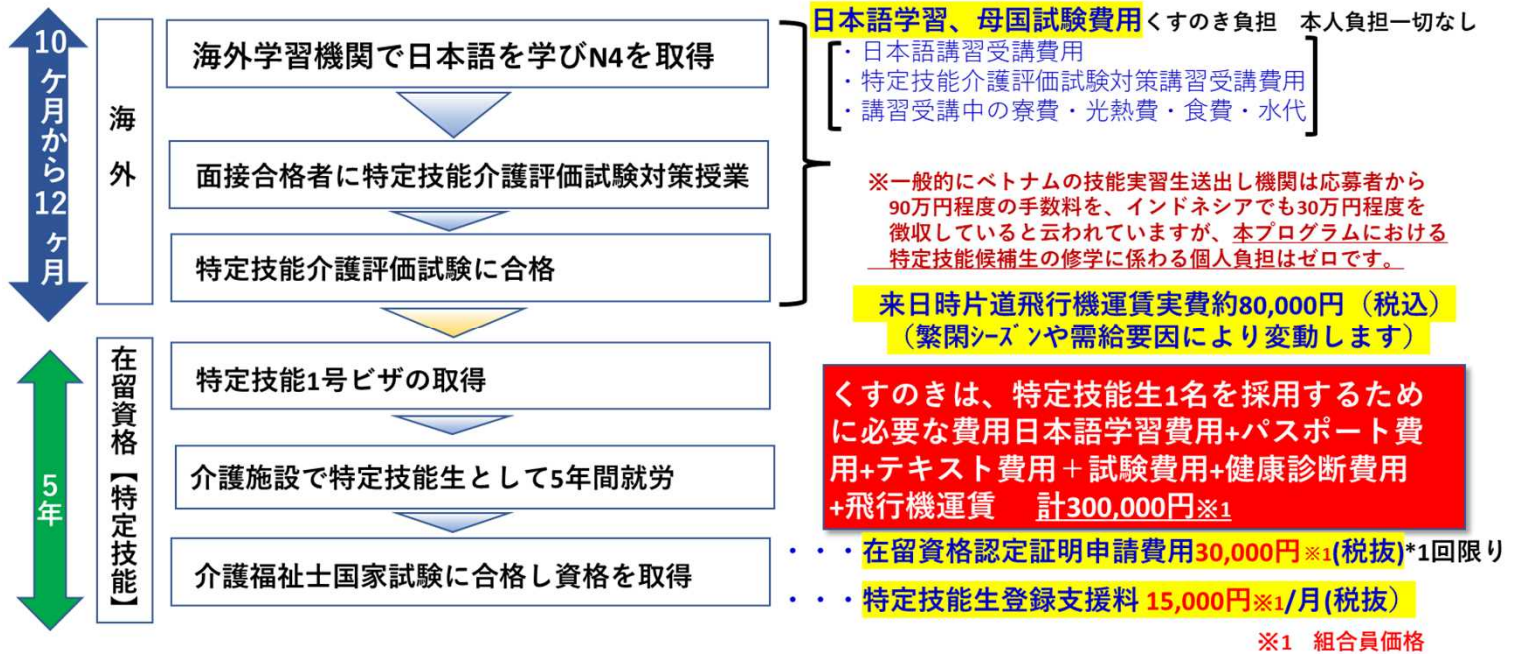 10ケ月から12ケ月
海外
海外学習機関で日本語を学びN4を取得
面接合格者に特定技能介護評価試験対策授業
特定技能介護評価試験に合格
日本語学習、母国試験費用くすのき負担　本人負担一切なし
・日本語講習受講費用
・特定技能介護評価試験対策講習受講費用
・講習受講中の寮費・光熱費・食費・水代
※一般的にベトナムの技能実習生送出し機関は応募者から
90万円程度の手数料を、インドネシアでも30万円程度を
徴収していると云われていますが、本プログラムにおける
特定技能候補生の修学に係わる個人負担はゼロです。
来日時片道飛行機運賃実費約80,000円（税込）
（繁閑ｼｰｽﾞﾝや需給要因により変動します）
5年
在留資格【特定技能】
特定技能1号ビザの取得
介護施設で特定技能生として5年間就労
介護福祉士国家試験に合格し資格を取得
くすのきは、特定技能生1名を採用するため
に必要な費用日本語学習費用+パスポート費
用+テキスト費用＋試験費用+健康診断費用
+飛行機運賃　計300,000円※1
・・・在留資格認定証明申請費用30,000円※1(税抜)*1回限り
・・・特定技能生登録支援料 15,000円※1/月(税抜）
※1　組合員価格